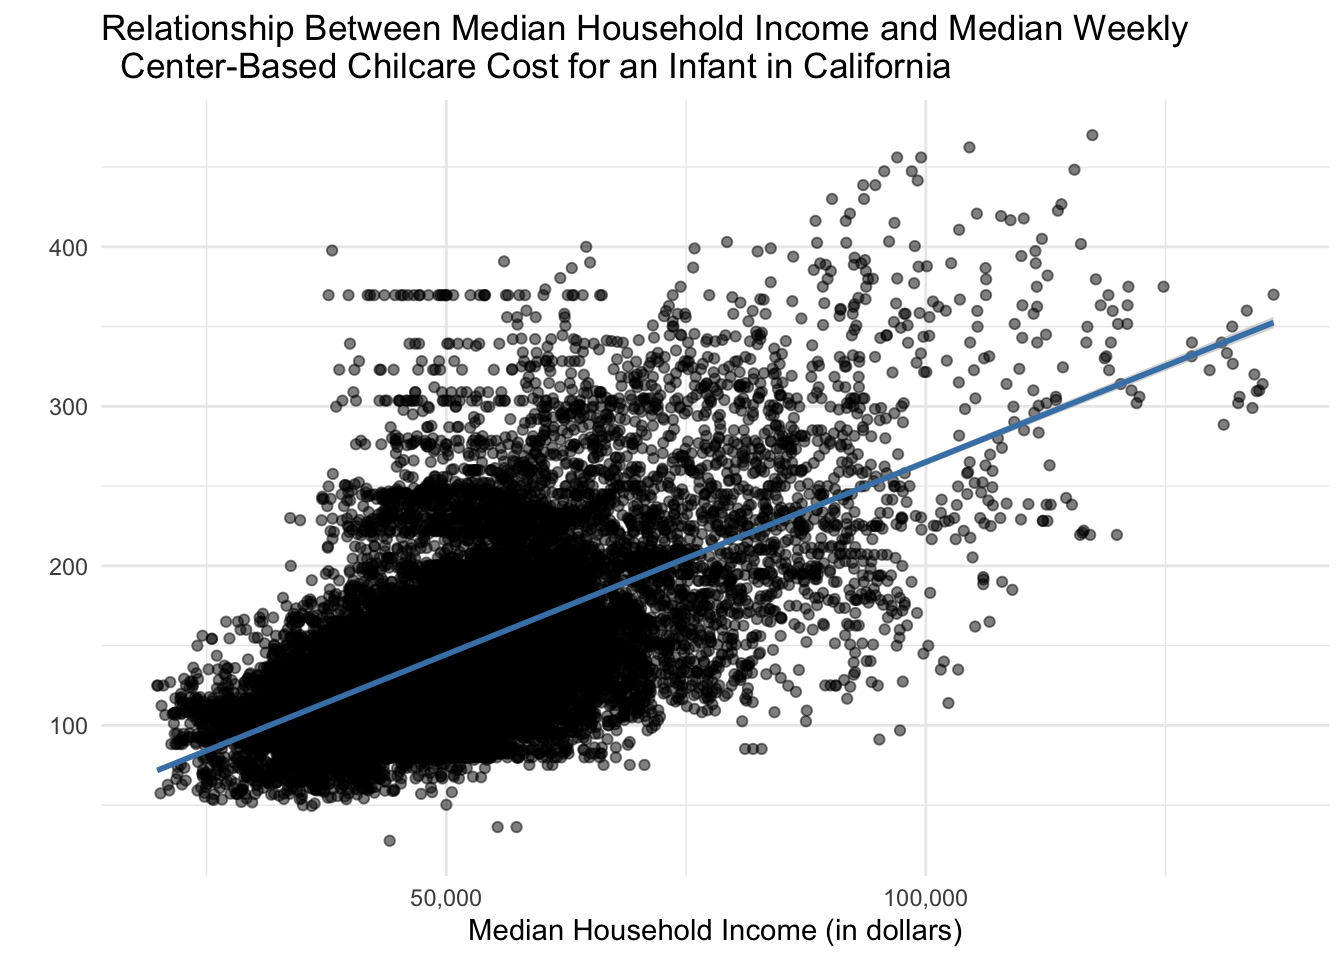 Relationship Between Median Household Income and Median Weekly
Center-Based Chilcare Cost for an Infant in California
400
300
200
100
50,000
100,000
Median Household Income (in dollars)